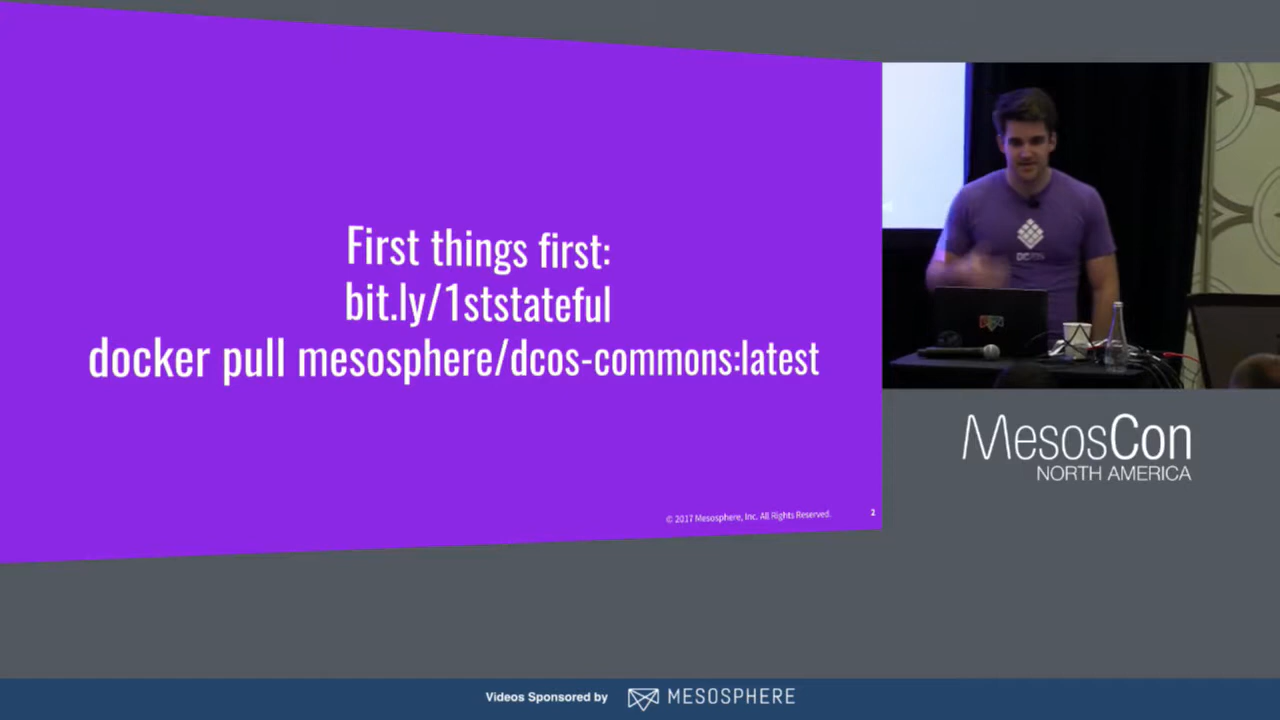 First things first:
bit.ly/1ststateful
docker pull mesosphere/dcos-commons:latest
© 2017 Mesosphere, Inc. All Rights Reserved.
2
MesosCon
NORTH AMERICA
Videos Sponsored by
MESOSPHERE